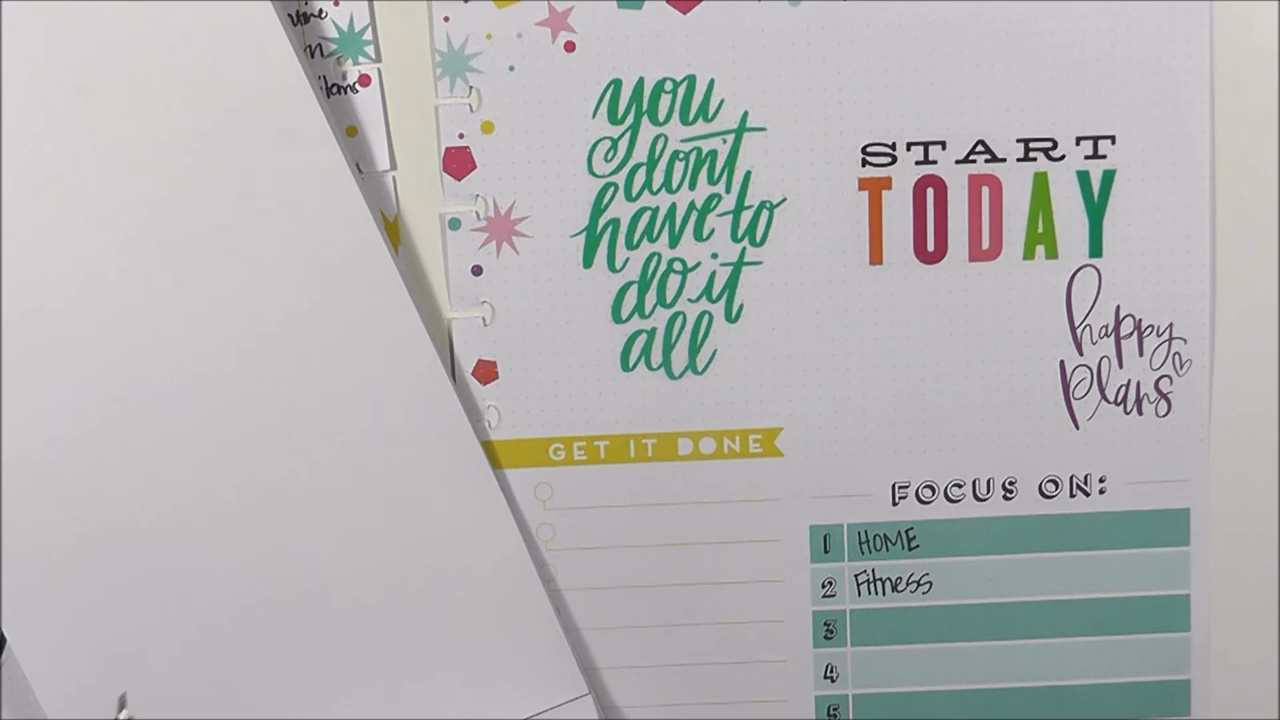 items
you
don't
have to
do it
all
START
TODAY
happy
plans
GET IT DONE
FOCUS ON:
1 HOME
2 Fitness
3
4
5